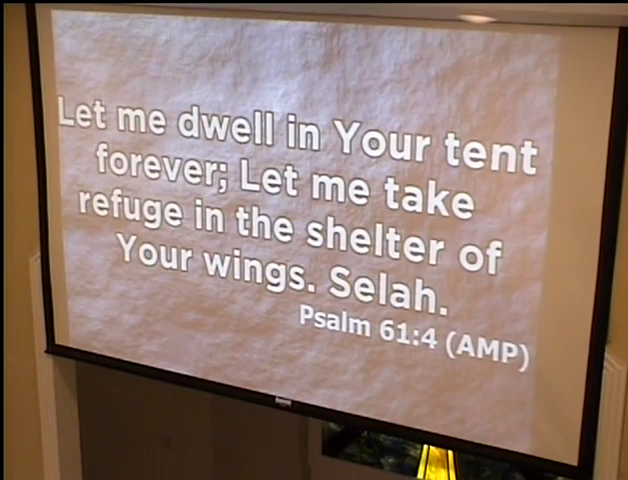 Let me dwell in Your tent
forever; Let me take
refuge in the shelter of
Your wings. Selah.
Psalm 61:4 (AMP)